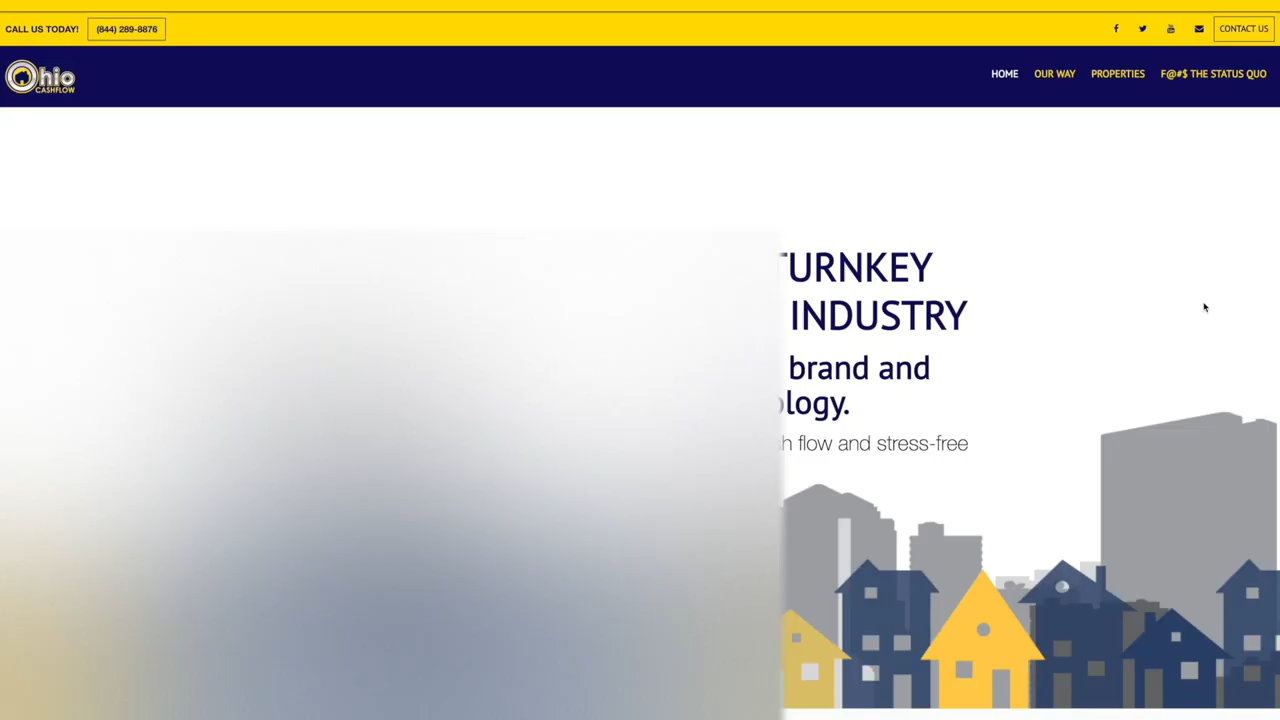 CALL US TODAY! (844) 289-8876
CONTACT US
Ohio
CASHFLOW
HOME OUR WAY PROPERTIES F@#$ THE STATUS QUO
TURNKEY
INDUSTRY
brand and
flow and stress-free